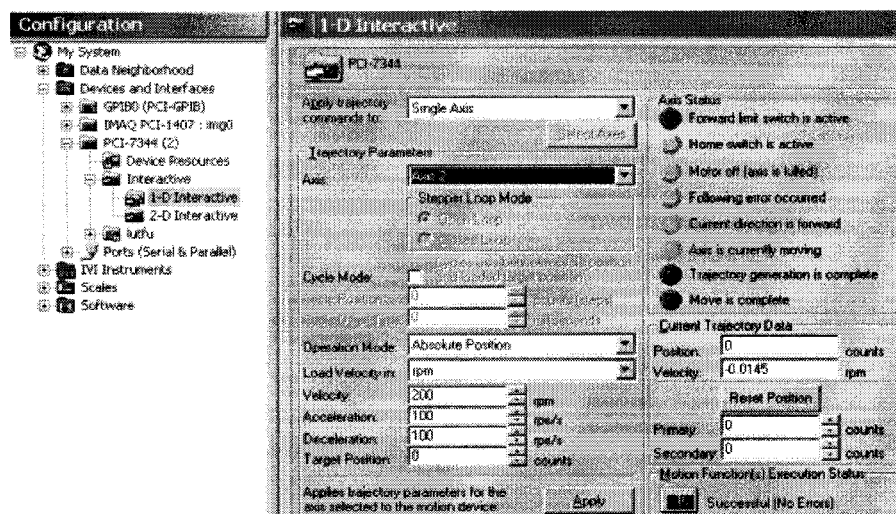 Configuration
My System
Data Neighborhood
Devices and Interfaces
GPIB0 (PCI-GPIB)
IMAQ PCI-1407 : img0
PCI-7344 (2)
Device Resources
Interactive
1-D Interactive
2-D Interactive
lutfu
Ports (Serial & Parallel)
IVI Instruments
Scales
Software
1-D Interactive
PCI-7344
Apply trajectory
commands to:
Single Axis
Select Axes
Trajectory Parameters
Axis:
Axis 2
Stepper Loop Mode
Loop
Loop
Cycle Mode:
0
0
Operation Mode:
Absolute Position
Load Velocity in:
rpm
Velocity:
200
rpm
Acceleration:
100
rps/s
Deceleration:
100
rps/s
Target Position:
0
counts
Applies trajectory parameters for the
axis selected to the motion device
Apply
Axis Status
Forward limit switch is active
Home switch is active
Motor off (axis is killed)
Following error occurred
Current direction is forward
Axis is currently moving
Trajectory generation is complete
Move is complete
Current Trajectory Data
Position:
0
counts
Velocity:
-0.0145
rpm
Reset Position
Primary
0
counts
Secondary
0
counts
Motion Function(s) Execution Status
Successful (No Errors)